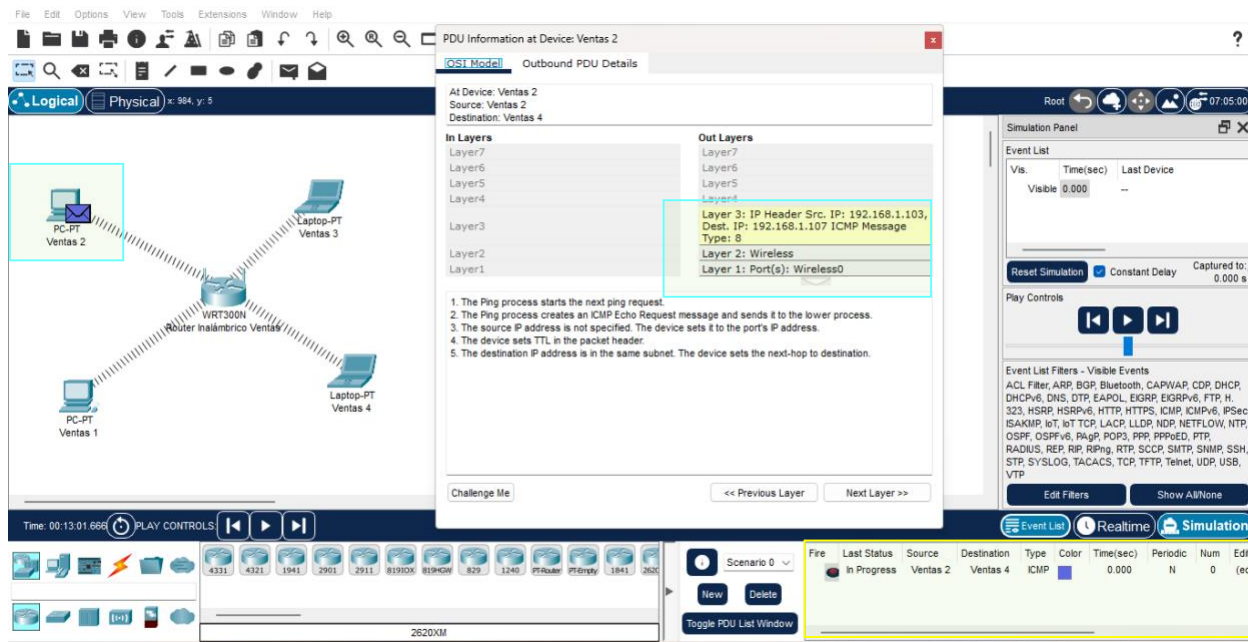 File Edit Options View Tools Extensions Window Help
?
Logical Physical x: 984, y: 5
Root 07:05:00
PC-PT
Ventas 2
Laptop-PT
Ventas 3
WRT300N
Router Inalámbrico Ventas
Laptop-PT
Ventas 4
PC-PT
Ventas 1
PDU Information at Device: Ventas 2
OSI Model Outbound PDU Details
At Device: Ventas 2
Source: Ventas 2
Destination: Ventas 4
In Layers Out Layers
Layer7 Layer7
Layer6 Layer6
Layer5 Layer5
Layer4 Layer4
Layer3 Layer 3: IP Header Src. IP: 192.168.1.103,
Dest. IP: 192.168.1.107 ICMP Message
Type: 8
Layer2 Layer 2: Wireless
Layer1 Layer 1: Port(s): Wireless0
1. The Ping process starts the next ping request.
2. The Ping process creates an ICMP Echo Request message and sends it to the lower process.
3. The source IP address is not specified. The device sets it to the port's IP address.
4. The device sets TTL in the packet header.
5. The destination IP address is in the same subnet. The device sets the next-hop to destination.
Challenge Me << Previous Layer Next Layer >>
Simulation Panel
Event List
Vis. Time(sec) Last Device
Visible 0.000 --
Reset Simulation Constant Delay Captured to:
0.000 s
Play Controls
Event List Filters - Visible Events
ACL Filter, ARP, BGP, Bluetooth, CAPWAP, CDP, DHCP,
DHCPv6, DNS, DTP, EAPOL, EIGRP, EIGRPv6, FTP, H.
323, HSRP, HSRPv6, HTTP, HTTPS, ICMP, ICMPv6, IPSec,
ISAKMP, IoT, IoT TCP, LACP, LLDP, NDP, NETFLOW, NTP,
OSPF, OSPFv6, PAgP, POP3, PPP, PPPoED, PTP,
RADIUS, REP, RIP, RIPng, RTP, SCCP, SMTP, SNMP, SSH,
STP, SYSLOG, TACACS, TCP, TFTP, Telnet, UDP, USB,
VTP
Edit Filters Show All/None
Time: 00:13:01.666 PLAY CONTROLS:
Event List Realtime Simulation
4331 4321 1941 2901 2911 819IOX 819HGW 829 1240 PT-Router PT-Empty 1841
2620XM
Scenario 0
New Delete
Toggle PDU List Window
Fire Last Status Source Destination Type Color Time(sec) Periodic Num Edit
In Progress Ventas 2 Ventas 4 ICMP 0.000 N 0